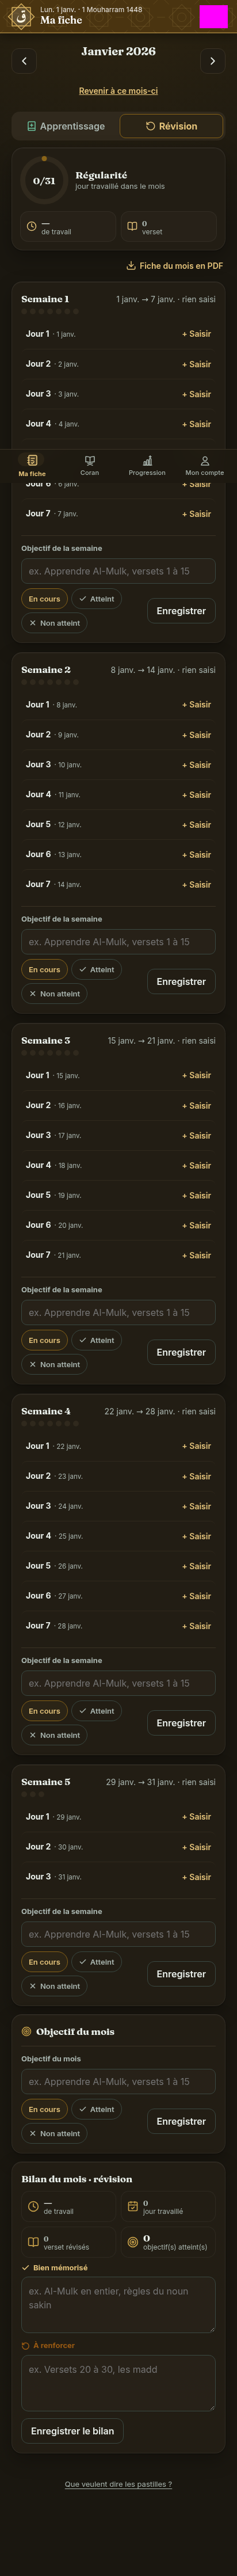 Lun. 1 janv. · 1 Mouharram 1448
Ma fiche
Janvier 2026
Revenir à ce mois-ci
Apprentissage
Révision
0/31
Régularité
jour travaillé dans le mois
—
de travail
0
verset
Fiche du mois en PDF
Semaine 1
1 janv. → 7 janv. · rien saisi
Jour 1 · 1 janv.
+ Saisir
Jour 2 · 2 janv.
+ Saisir
Jour 3 · 3 janv.
+ Saisir
Jour 4 · 4 janv.
+ Saisir
Ma fiche
Coran
Progression
Mon compte
Jour 6 · 6 janv.
+ Saisir
Jour 7 · 7 janv.
+ Saisir
Objectif de la semaine
ex. Apprendre Al-Mulk, versets 1 à 15
En cours
Atteint
Non atteint
Enregistrer
Semaine 2
8 janv. → 14 janv. · rien saisi
Jour 1 · 8 janv.
+ Saisir
Jour 2 · 9 janv.
+ Saisir
Jour 3 · 10 janv.
+ Saisir
Jour 4 · 11 janv.
+ Saisir
Jour 5 · 12 janv.
+ Saisir
Jour 6 · 13 janv.
+ Saisir
Jour 7 · 14 janv.
+ Saisir
Objectif de la semaine
ex. Apprendre Al-Mulk, versets 1 à 15
En cours
Atteint
Non atteint
Enregistrer
Semaine 3
15 janv. → 21 janv. · rien saisi
Jour 1 · 15 janv.
+ Saisir
Jour 2 · 16 janv.
+ Saisir
Jour 3 · 17 janv.
+ Saisir
Jour 4 · 18 janv.
+ Saisir
Jour 5 · 19 janv.
+ Saisir
Jour 6 · 20 janv.
+ Saisir
Jour 7 · 21 janv.
+ Saisir
Objectif de la semaine
ex. Apprendre Al-Mulk, versets 1 à 15
En cours
Atteint
Non atteint
Enregistrer
Semaine 4
22 janv. → 28 janv. · rien saisi
Jour 1 · 22 janv.
+ Saisir
Jour 2 · 23 janv.
+ Saisir
Jour 3 · 24 janv.
+ Saisir
Jour 4 · 25 janv.
+ Saisir
Jour 5 · 26 janv.
+ Saisir
Jour 6 · 27 janv.
+ Saisir
Jour 7 · 28 janv.
+ Saisir
Objectif de la semaine
ex. Apprendre Al-Mulk, versets 1 à 15
En cours
Atteint
Non atteint
Enregistrer
Semaine 5
29 janv. → 31 janv. · rien saisi
Jour 1 · 29 janv.
+ Saisir
Jour 2 · 30 janv.
+ Saisir
Jour 3 · 31 janv.
+ Saisir
Objectif de la semaine
ex. Apprendre Al-Mulk, versets 1 à 15
En cours
Atteint
Non atteint
Enregistrer
Objectif du mois
Objectif du mois
ex. Apprendre Al-Mulk, versets 1 à 15
En cours
Atteint
Non atteint
Enregistrer
Bilan du mois · révision
—
de travail
0
jour travaillé
0
verset révisés
0
objectif(s) atteint(s)
Bien mémorisé
ex. Al-Mulk en entier, règles du noun
sakin
À renforcer
ex. Versets 20 à 30, les madd
Enregistrer le bilan
Que veulent dire les pastilles ?